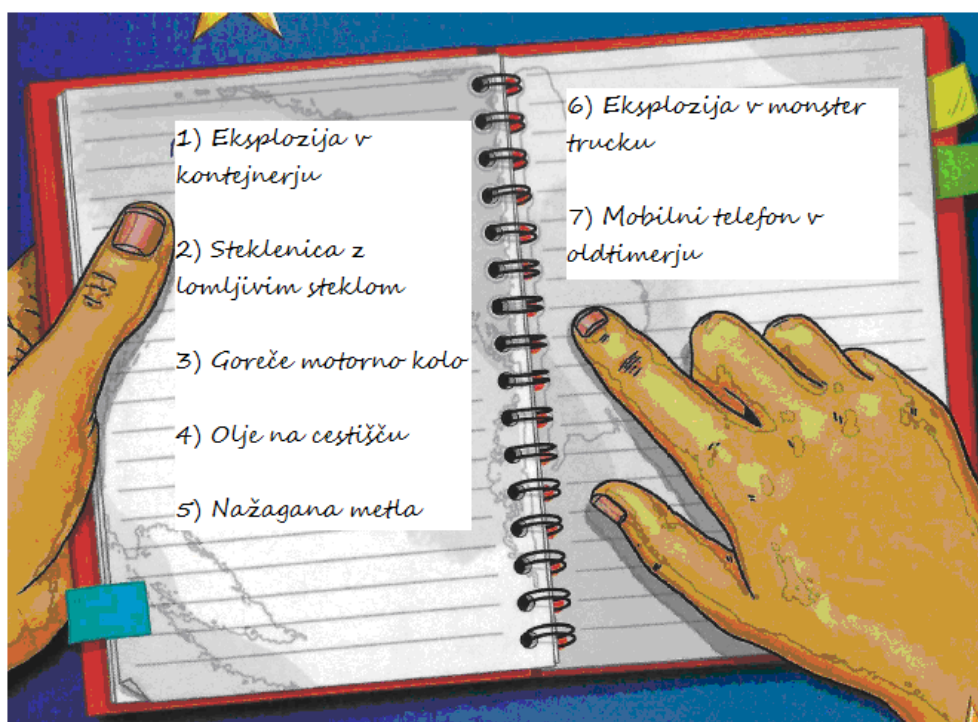 1) Eksplozija v
kontejnerju
2) Steklenica z
lomljivim steklom
3) Goreče motorno kolo
4) Olje na cestišču
5) Nažagana metla
6) Eksplozija v monster
trucku
7) Mobilni telefon v
oldtimerju